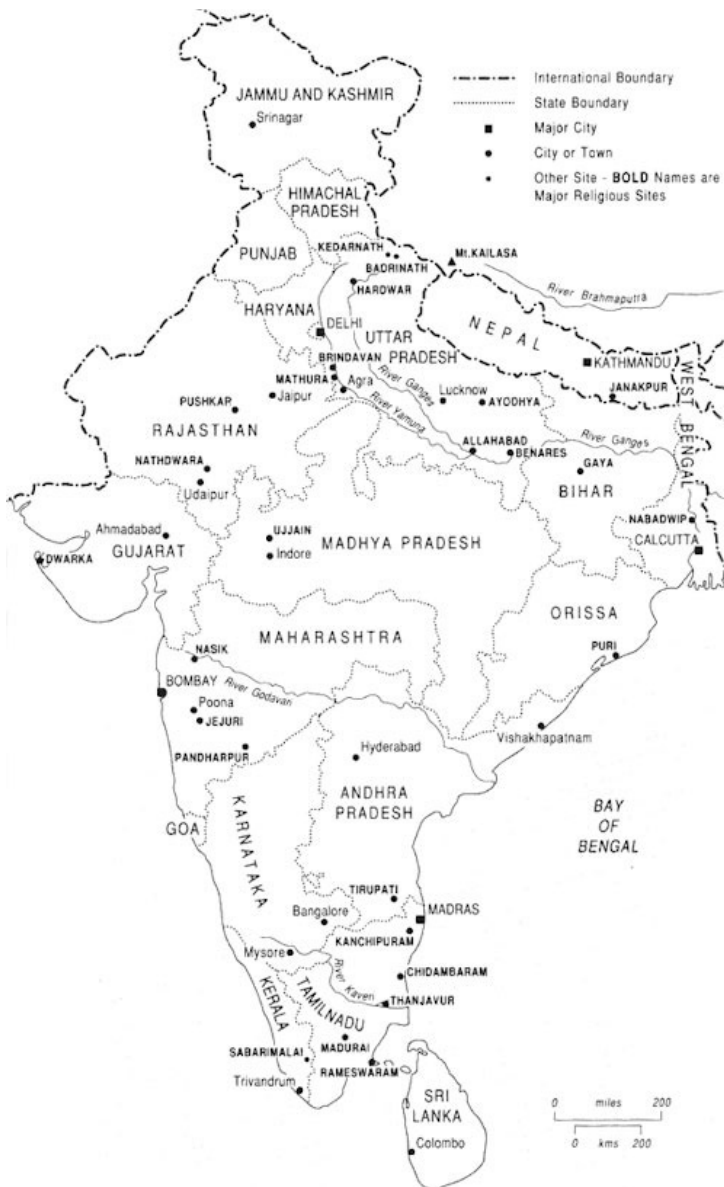 International Boundary
State Boundary
Major City
City or Town
Other Site - BOLD Names are
Major Religious Sites
JAMMU AND KASHMIR
Srinagar
HIMACHAL
PRADESH
PUNJAB
KEDARNATH
BADRINATH
Mt.KAILASA
HARDWAR
River Brahmaputra
HARYANA
DELHI
UTTAR
PRADESH
NEPAL
KATHMANDU
BRINDAVAN
MATHURA
Agra
River Ganges
Lucknow
JANAKPUR
WEST BENGAL
PUSHKAR
Jaipur
River Yamuna
AYODHYA
RAJASTHAN
ALLAHABAD
BENARES
River Ganges
NATHDWARA
GAYA
Udaipur
BIHAR
Ahmadabad
UJJAIN
MADHYA PRADESH
NABADWIP
GUJARAT
Indore
CALCUTTA
DWARKA
ORISSA
MAHARASHTRA
NASIK
PURI
BOMBAY
River Godavari
Poona
JEJURI
Vishakhapatnam
PANDHARPUR
Hyderabad
ANDHRA
PRADESH
BAY
OF
BENGAL
GOA
KARNATAKA
TIRUPATI
Bangalore
MADRAS
KANCHIPURAM
Mysore
River Kaveri
CHIDAMBARAM
KERALA
TAMILNADU
THANJAVUR
MADURAI
SABARIMALAI
RAMESWARAM
Trivandrum
SRI
LANKA
Colombo
0 miles 200
0 kms 200